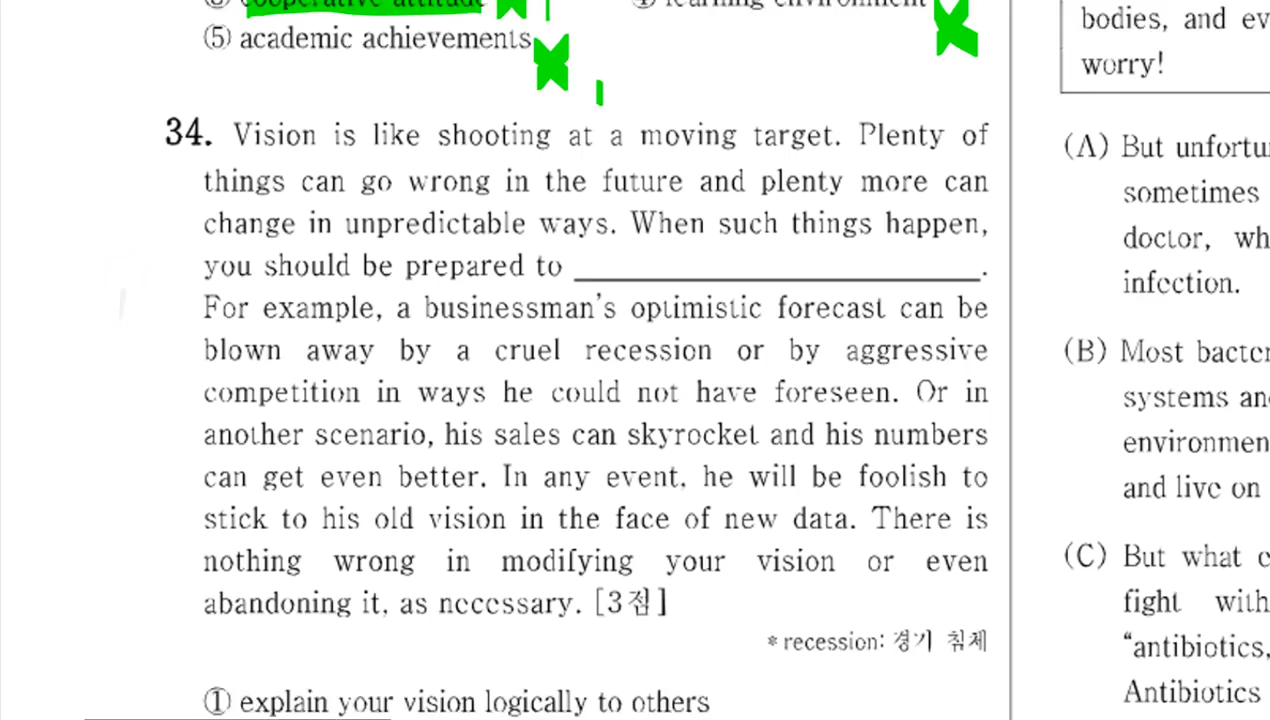 cooperative attitude
learning environment
⑤ academic achievements
34. Vision is like shooting at a moving target. Plenty of
things can go wrong in the future and plenty more can
change in unpredictable ways. When such things happen,
you should be prepared to ____________________.
For example, a businessman's optimistic forecast can be
blown away by a cruel recession or by aggressive
competition in ways he could not have foreseen. Or in
another scenario, his sales can skyrocket and his numbers
can get even better. In any event, he will be foolish to
stick to his old vision in the face of new data. There is
nothing wrong in modifying your vision or even
abandoning it, as necessary. [3점]
* recession: 경기 침체
① explain your vision logically to others
bodies, and ev
worry!
(A) But unfortu
sometimes
doctor, wh
infection.
(B) Most bacter
systems an
environmen
and live on
(C) But what c
fight with
"antibiotics,
Antibiotics